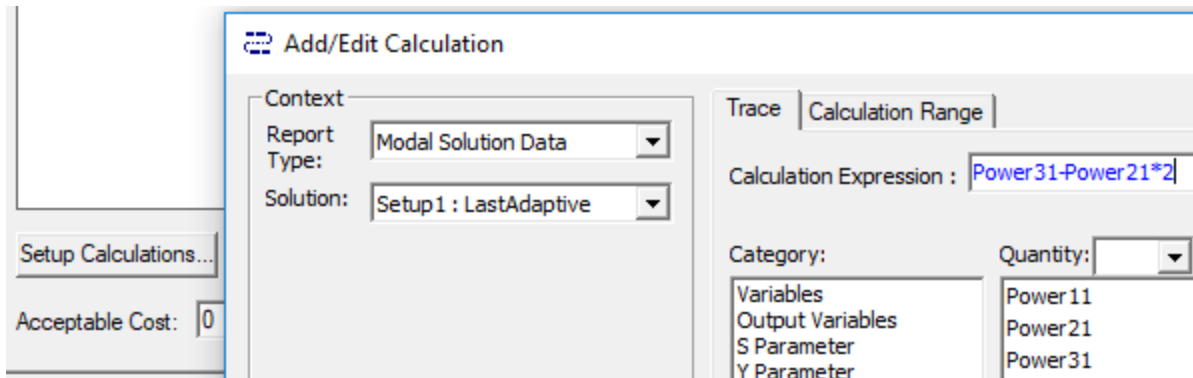 Add/Edit Calculation
Context
Report Type:
Modal Solution Data
Solution:
Setup1 : LastAdaptive
Trace
Calculation Range
Calculation Expression :
Power31-Power21*2
Setup Calculations...
Acceptable Cost:
0
Category:
Variables
Output Variables
S Parameter
Y Parameter
Quantity:
Power11
Power21
Power31